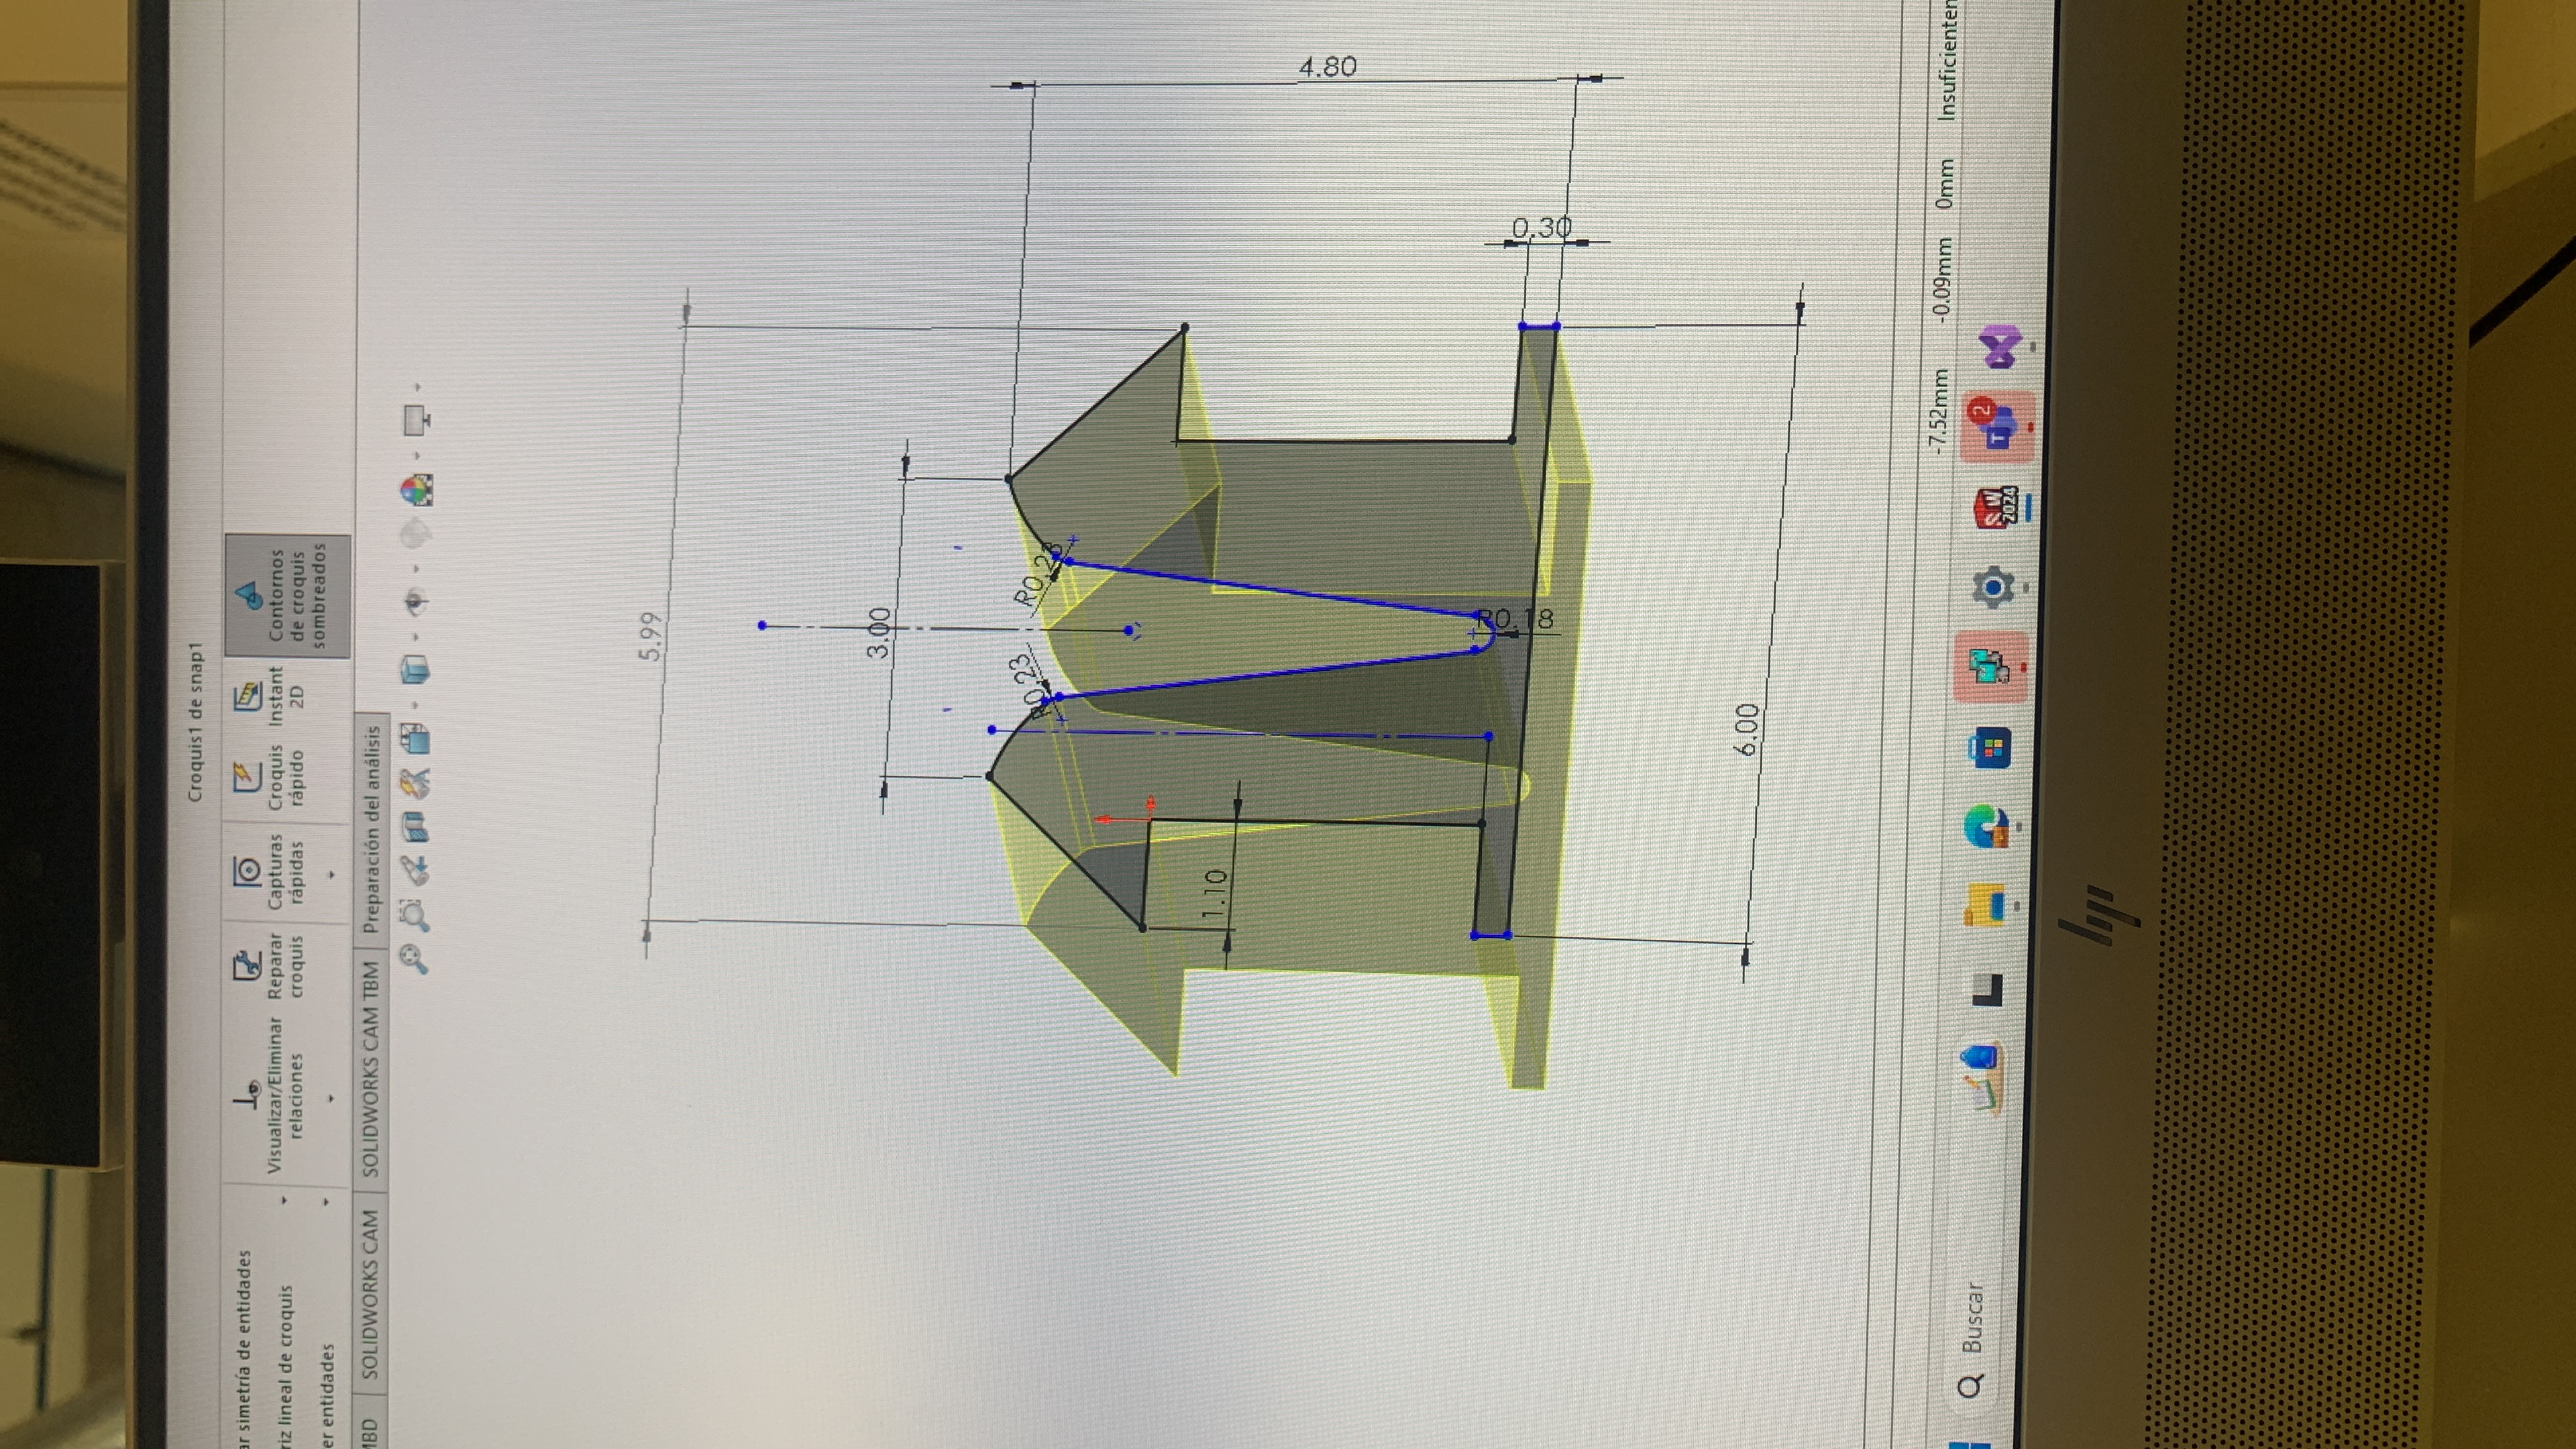 Croquis1 de snap1
ar simetría de entidades
riz lineal de croquis
er entidades
Visualizar/Eliminar
relaciones
Reparar
croquis
Capturas
rápidas
Croquis
rápido
Instant
2D
Contornos
de croquis
sombreados
MBD
SOLIDWORKS CAM
SOLIDWORKS CAM TBM
Preparación del análisis
5.99
3.00
R0.23
R0.23
1.10
4.80
R0.18
0.30
6.00
-7.52mm
-0.09mm
0mm
Insuficienten
Buscar
SW
2024
T
2
hp